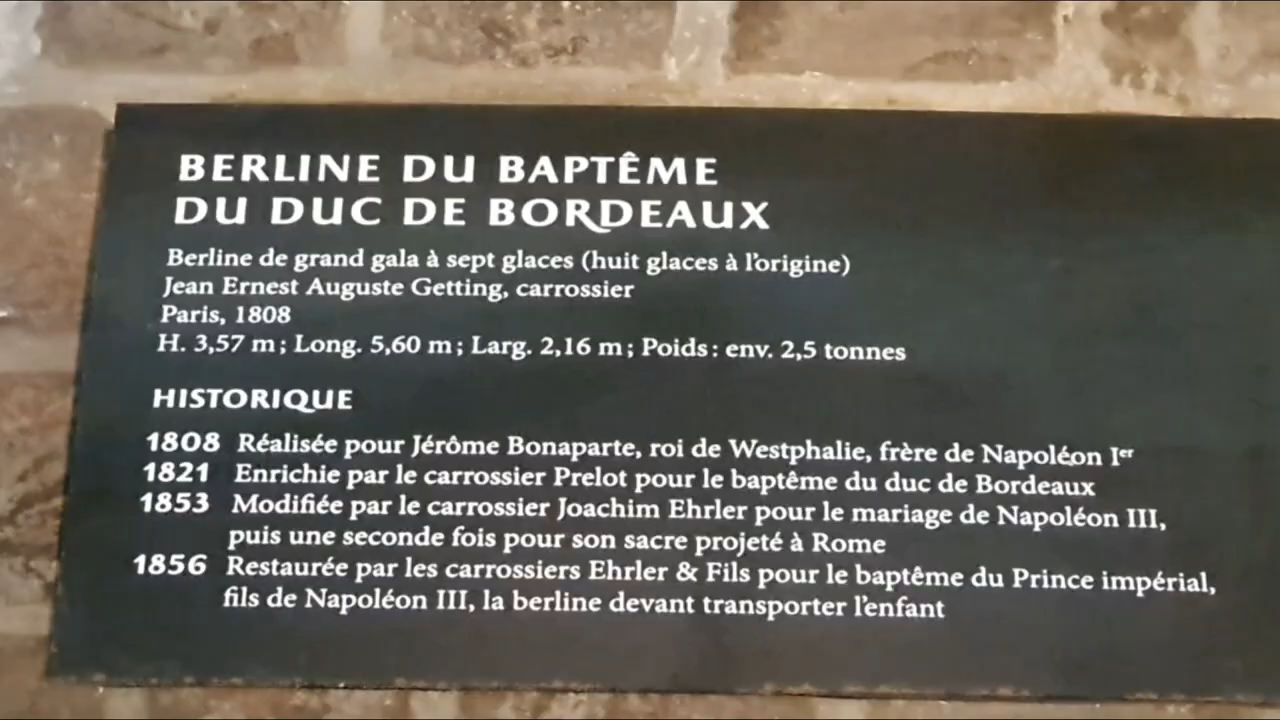 BERLINE DU BAPTÊME
DU DUC DE BORDEAUX
Berline de grand gala à sept glaces (huit glaces à l'origine)
Jean Ernest Auguste Getting, carrossier
Paris, 1808
H. 3,57 m ; Long. 5,60 m ; Larg. 2,16 m ; Poids : env. 2,5 tonnes
HISTORIQUE
1808 Réalisée pour Jérôme Bonaparte, roi de Westphalie, frère de Napoléon Ier
1821 Enrichie par le carrossier Prelot pour le baptême du duc de Bordeaux
1853 Modifiée par le carrossier Joachim Ehrler pour le mariage de Napoléon III,
puis une seconde fois pour son sacre projeté à Rome
1856 Restaurée par les carrossiers Ehrler & Fils pour le baptême du Prince impérial,
fils de Napoléon III, la berline devant transporter l'enfant